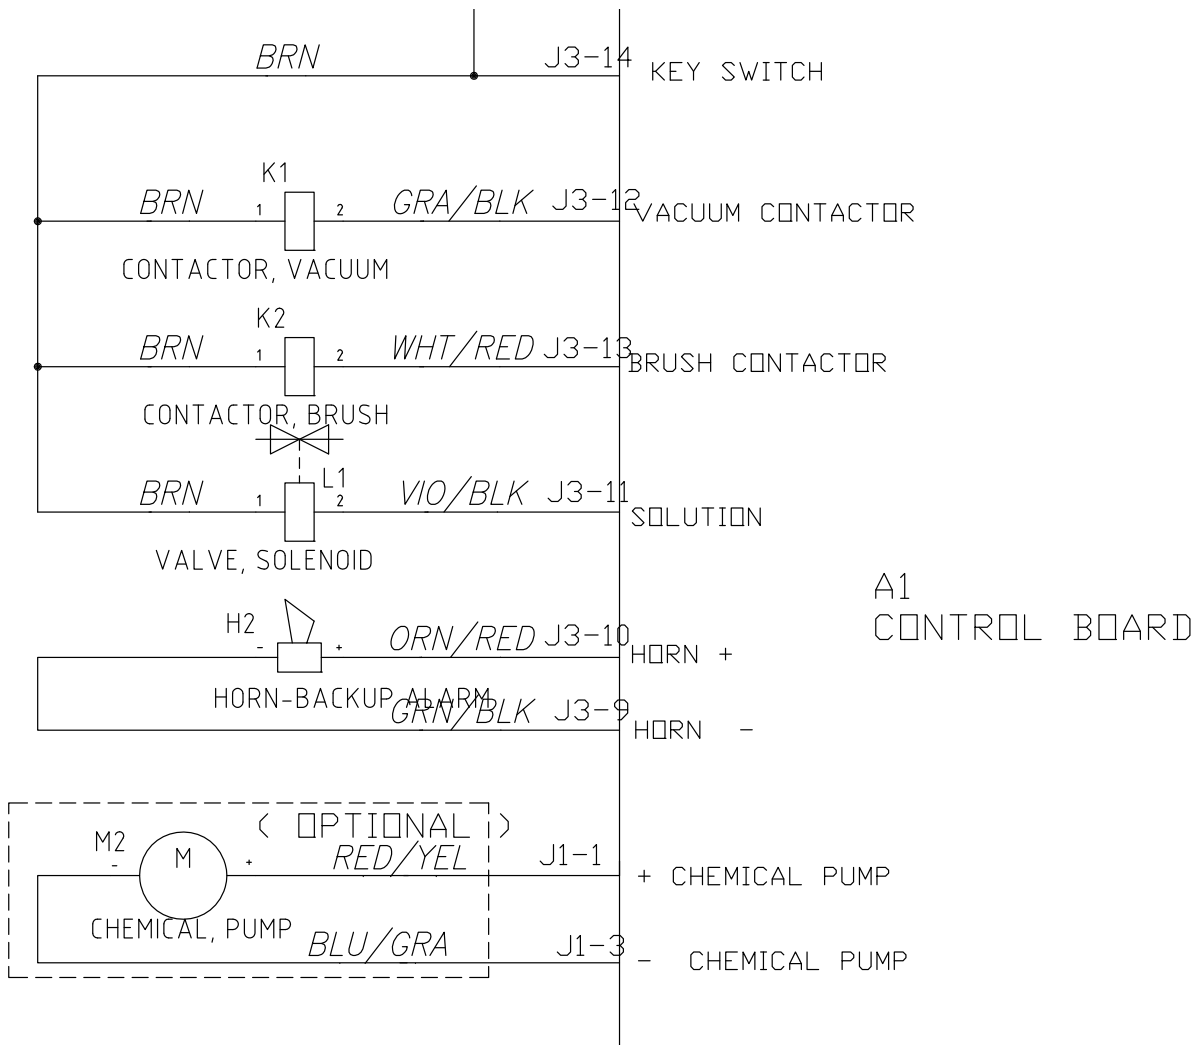 BRN J3-14 KEY SWITCH
K1
BRN 1 2 GRA/BLK J3-12 VACUUM CONTACTOR
CONTACTOR, VACUUM
K2
BRN 1 2 WHT/RED J3-13 BRUSH CONTACTOR
CONTACTOR, BRUSH
L1
BRN 1 2 VIO/BLK J3-11 SOLUTION
VALVE, SOLENOID
A1
CONTROL BOARD
H2 - + ORN/RED J3-10 HORN +
HORN-BACKUP ALARM
GRN/BLK J3-9 HORN -
( OPTIONAL )
M2 - M + RED/YEL J1-1 + CHEMICAL PUMP
CHEMICAL, PUMP
BLU/GRA J1-3 - CHEMICAL PUMP